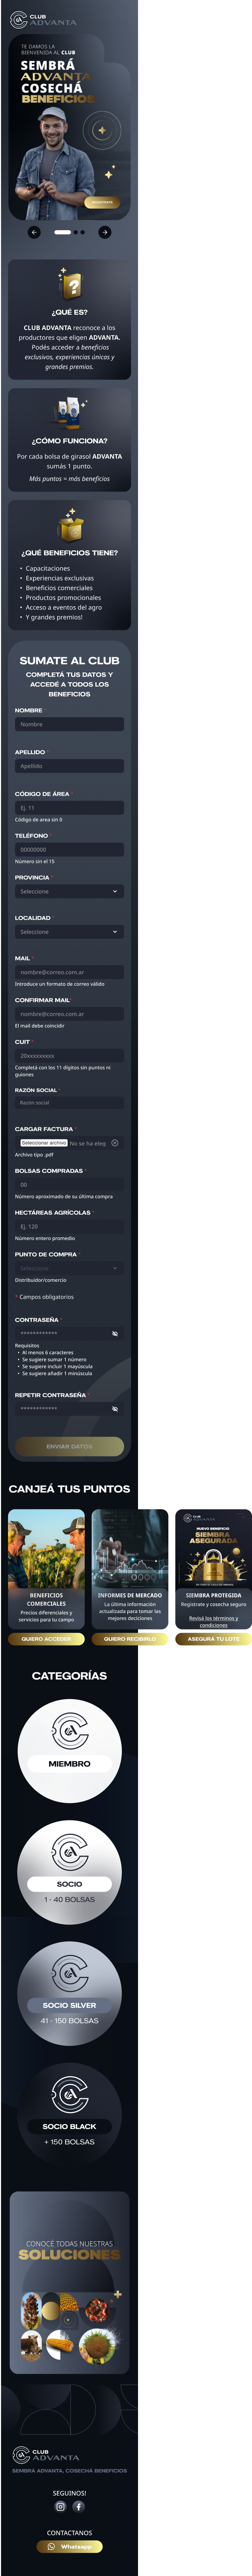 CLUB
ADVANTA
TE DAMOS LA
BIENVENIDA AL CLUB
SEMBRÁ
ADVANTA
COSECHÁ
BENEFICIOS
REGISTRATE
¿QUÉ ES?
CLUB ADVANTA reconoce a los
productores que eligen ADVANTA.
Podés acceder a beneficios
exclusivos, experiencias únicas y
grandes premios.
¿CÓMO FUNCIONA?
Por cada bolsa de girasol ADVANTA
sumás 1 punto.
Más puntos = más beneficios
¿QUÉ BENEFICIOS TIENE?
• Capacitaciones
• Experiencias exclusivas
• Beneficios comerciales
• Productos promocionales
• Acceso a eventos del agro
• Y grandes premios!
SUMATE AL CLUB
COMPLETÁ TUS DATOS Y
ACCEDÉ A TODOS LOS
BENEFICIOS
NOMBRE *
Nombre
APELLIDO *
Apellido
CÓDIGO DE ÁREA *
Ej. 11
Código de area sin 0
TELÉFONO *
00000000
Número sin el 15
PROVINCIA *
Seleccione
LOCALIDAD *
Seleccione
MAIL *
nombre@correo.com.ar
Introduce un formato de correo válido
CONFIRMAR MAIL*
nombre@correo.com.ar
El mail debe coincidir
CUIT *
20xxxxxxxxx
Completá con los 11 dígitos sin puntos ni
guiones
RAZÓN SOCIAL *
Razón social
CARGAR FACTURA *
Seleccionar archivo No se ha eleg
Archivo tipo .pdf
BOLSAS COMPRADAS *
00
Número aproximado de su última compra
HECTÁREAS AGRÍCOLAS *
Ej. 120
Número entero promedio
PUNTO DE COMPRA *
Seleccione
Distribuidor/comercio
* Campos obligatorios
CONTRASEÑA *
************
Requisitos
• Al menos 6 caracteres
• Se sugiere sumar 1 número
• Se sugiere incluir 1 mayúscula
• Se sugiere añadir 1 minúscula
REPETIR CONTRASEÑA *
************
ENVIAR DATOS
CANJEÁ TUS PUNTOS
BENEFICIOS
COMERCIALES
Precios diferenciales y
servicios para tu campo
QUIERO ACCEDER
INFORMES DE MERCADO
La última información
actualizada para tomar las
mejores decidiones
QUIERO RECIBIRLO
CLUB
ADVANTA
NUEVO BENEFICIO
SIEMBRA
ASEGURADA
SIEMBRA PROTEGIDA
Registrate y cosecha seguro
Revisá los términos y
condiciones
ASEGURÁ TU LOTE
CATEGORÍAS
MIEMBRO
SOCIO
1 - 40 BOLSAS
SOCIO SILVER
41 - 150 BOLSAS
SOCIO BLACK
+ 150 BOLSAS
CONOCÉ TODAS NUESTRAS
SOLUCIONES
CLUB
ADVANTA
SEMBRÁ ADVANTA, COSECHÁ BENEFICIOS
SEGUINOS!
CONTACTANOS
Whatsapp